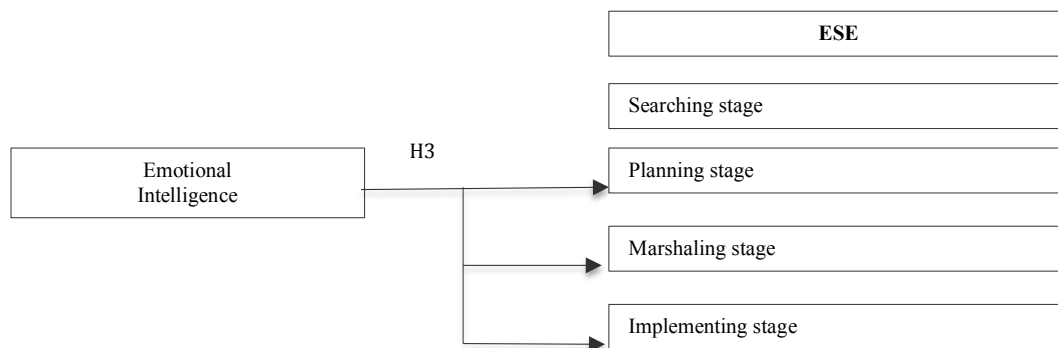 ESE
Searching stage
H3
Emotional
Intelligence
Planning stage
Marshaling stage
Implementing stage